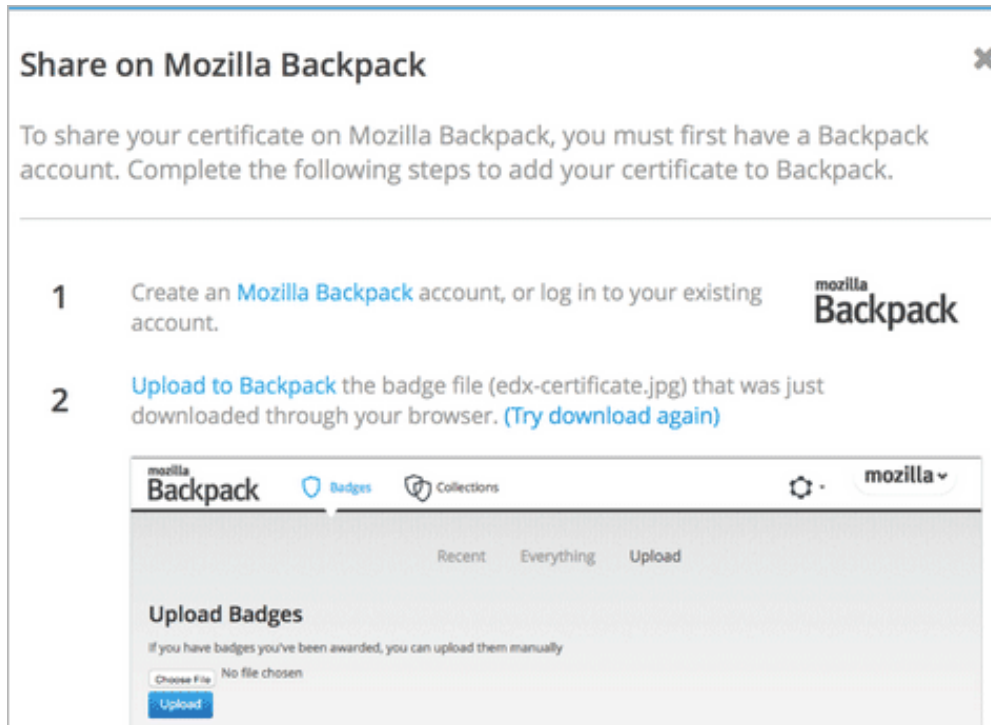 Share on Mozilla Backpack
To share your certificate on Mozilla Backpack, you must first have a Backpack
account. Complete the following steps to add your certificate to Backpack.
1
Create an Mozilla Backpack account, or log in to your existing
account.
mozilla
Backpack
2
Upload to Backpack the badge file (edx-certificate.jpg) that was just
downloaded through your browser. (Try download again)
mozilla
Backpack
Badges
Collections
mozilla
Recent
Everything
Upload
Upload Badges
If you have badges you've been awarded, you can upload them manually
Choose File
No file chosen
Upload